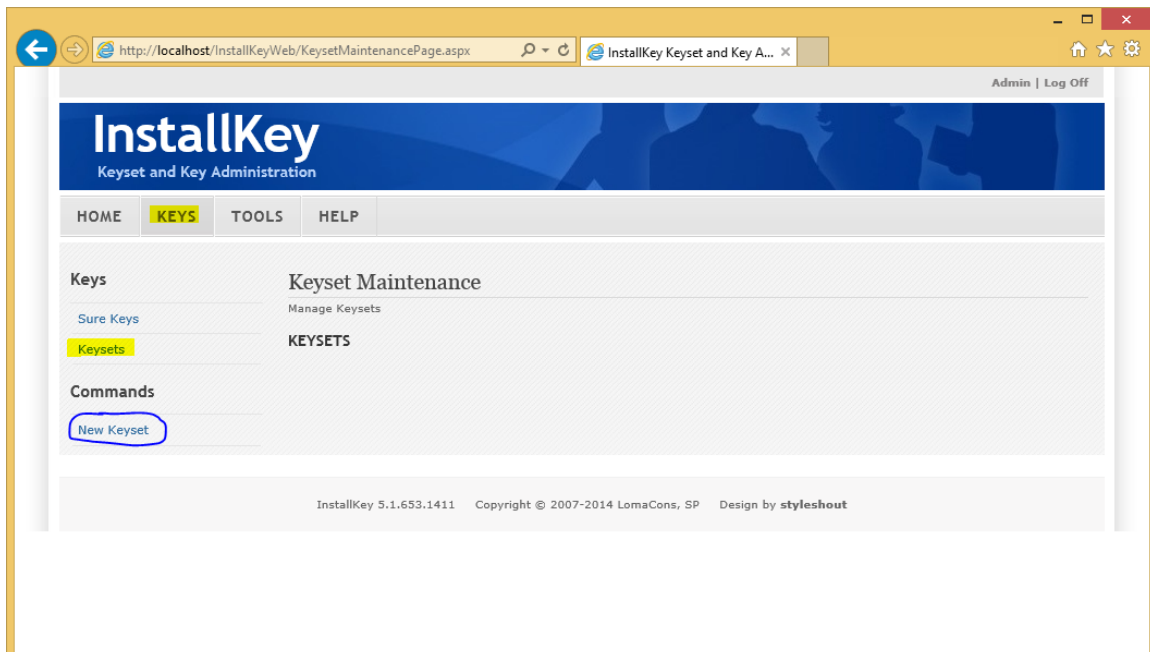 http://localhost/InstallKeyWeb/KeysetMaintenancePage.aspx
InstallKey Keyset and Key A...
Admin | Log Off
InstallKey
Keyset and Key Administration
HOME KEYS TOOLS HELP
Keys
Sure Keys
Keysets
Commands
New Keyset
Keyset Maintenance
Manage Keysets
KEYSETS
InstallKey 5.1.653.1411 Copyright © 2007-2014 LomaCons, SP Design by styleshout